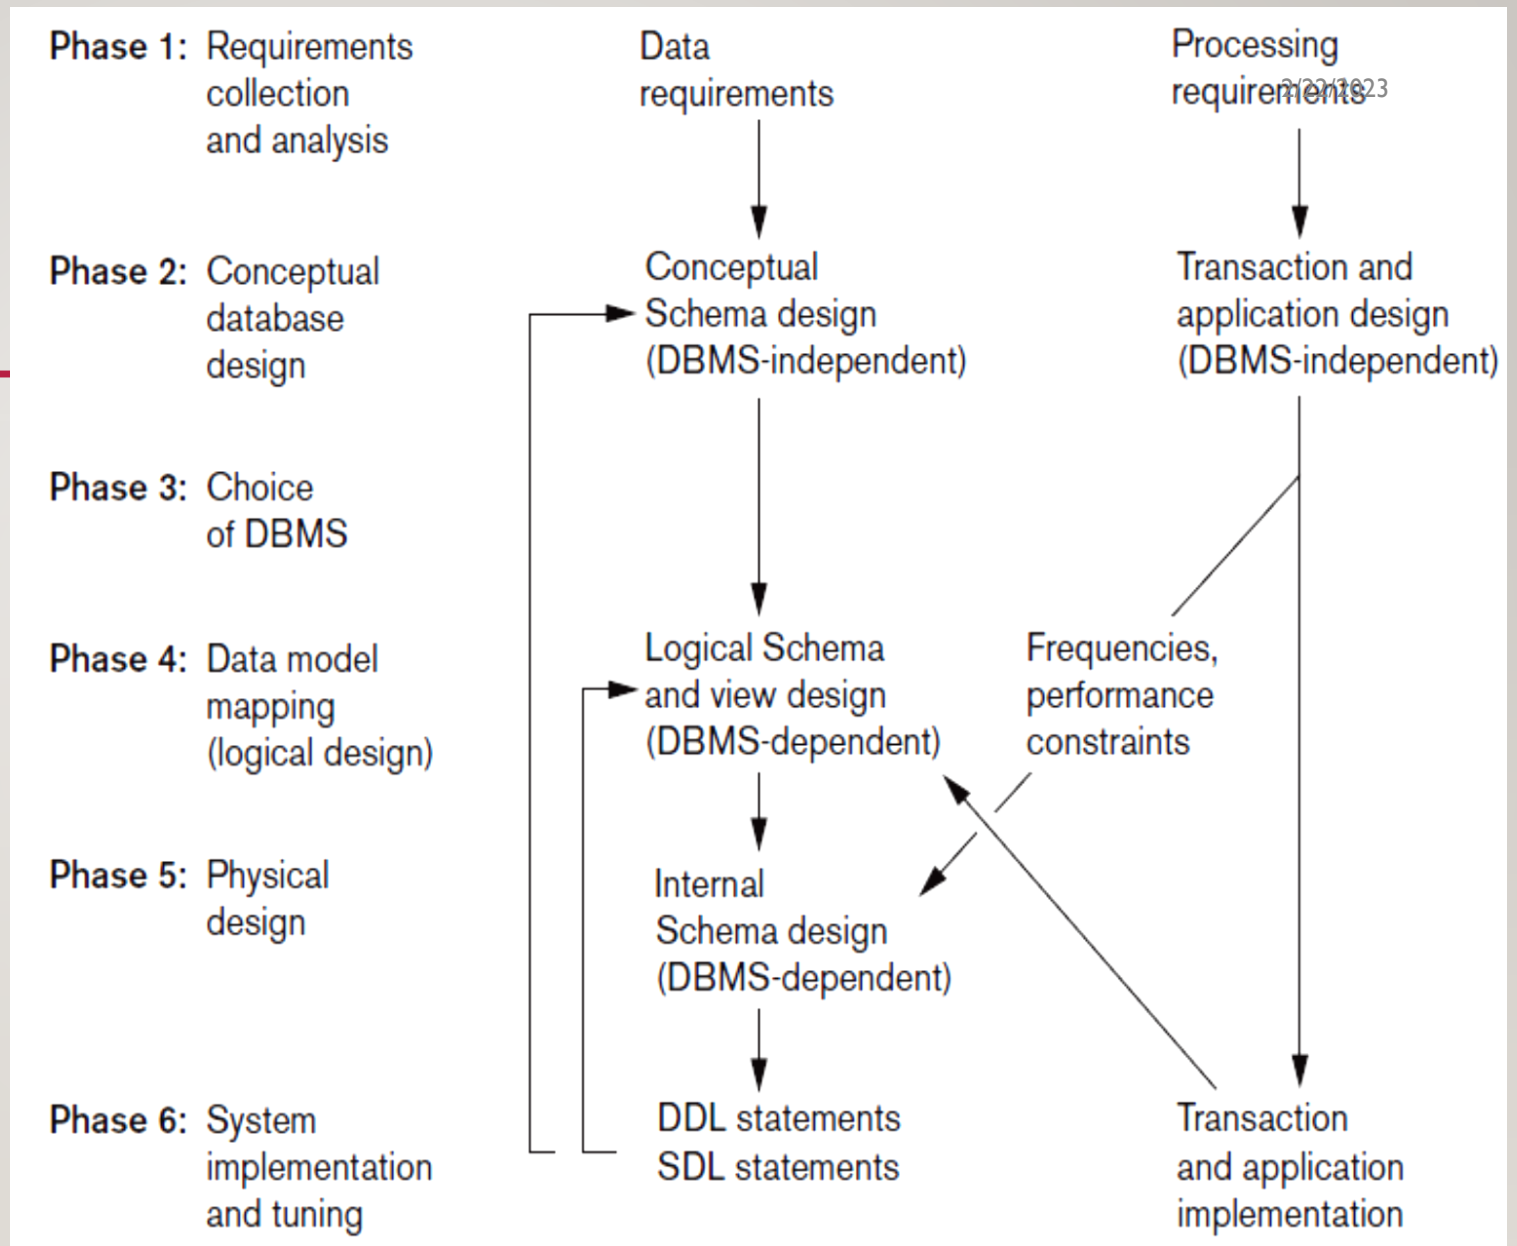 Phase 1: Requirements
collection
and analysis
Data
requirements
Processing
requirements
2/22/2023
Phase 2: Conceptual
database
design
Conceptual
Schema design
(DBMS-independent)
Transaction and
application design
(DBMS-independent)
Phase 3: Choice
of DBMS
Phase 4: Data model
mapping
(logical design)
Logical Schema
and view design
(DBMS-dependent)
Frequencies,
performance
constraints
Phase 5: Physical
design
Internal
Schema design
(DBMS-dependent)
Phase 6: System
implementation
and tuning
DDL statements
SDL statements
Transaction
and application
implementation